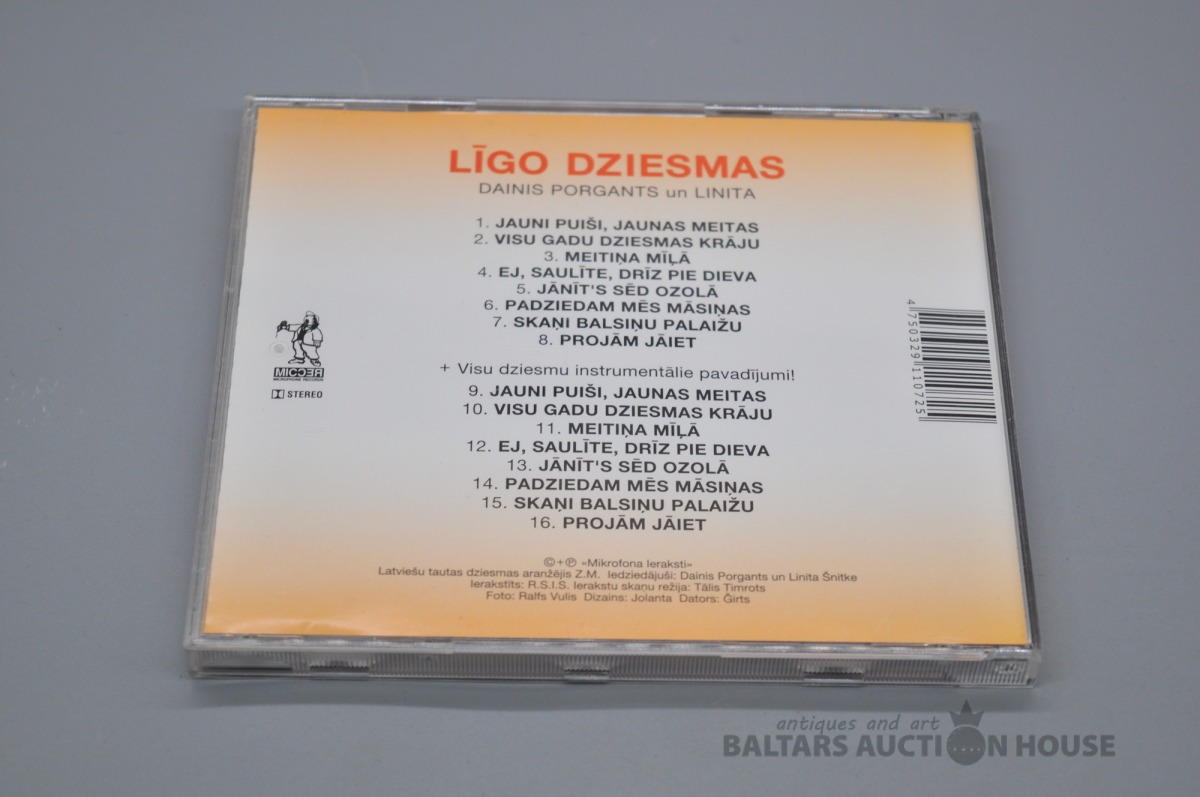 LĪGO DZIESMAS
DAINIS PORGANTS un LINITA
1. JAUNI PUIŠI, JAUNAS MEITAS
2. VISU GADU DZIESMAS KRĀJU
3. MEITIŅA MĪĻĀ
4. EJ, SAULĪTE, DRĪZ PIE DIEVA
5. JĀNĪT'S SĒD OZOLĀ
6. PADZIEDAM MĒS MĀSIŅAS
7. SKAŅI BALSIŅU PALAIŽU
8. PROJĀM JĀIET
+ Visu dziesmu instrumentālie pavadījumi!
9. JAUNI PUIŠI, JAUNAS MEITAS
10. VISU GADU DZIESMAS KRĀJU
11. MEITIŅA MĪĻĀ
12. EJ, SAULĪTE, DRĪZ PIE DIEVA
13. JĀNĪT'S SĒD OZOLĀ
14. PADZIEDAM MĒS MĀSIŅAS
15. SKAŅI BALSIŅU PALAIŽU
16. PROJĀM JĀIET
©+℗ «Mikrofona Ieraksti»
Latviešu tautas dziesmas aranžējis Z.M. Iedziedājuši: Dainis Porgants un Linita Šnitke
Ierakstīts: R.S.I.S. Ierakstu skaņu režija: Tālis Timrots
Foto: Ralfs Vulis Dizains: Jolanta Dators: Ģirts
MICREC
MICROPHONE RECORDS
STEREO
4 750329 110725
antiques and art
BALTARS AUCTION HOUSE